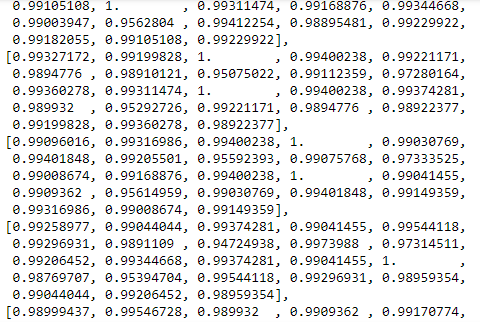 0.99105108, 1.        , 0.99311474, 0.99168876, 0.99344668,
0.99003947, 0.9562804 , 0.99412254, 0.98895481, 0.99229922,
0.99182055, 0.99105108, 0.99229922],
[0.99327172, 0.99199828, 1.        , 0.99400238, 0.99221171,
0.9894776 , 0.98910121, 0.95075022, 0.99112359, 0.97280164,
0.99360278, 0.99311474, 1.        , 0.99400238, 0.99374281,
0.989932  , 0.95292726, 0.99221171, 0.9894776 , 0.98922377,
0.99199828, 0.99360278, 0.98922377],
[0.99096016, 0.99316986, 0.99400238, 1.        , 0.99030769,
0.99401848, 0.99205501, 0.95592393, 0.99075768, 0.97333525,
0.99008674, 0.99168876, 0.99400238, 1.        , 0.99041455,
0.9909362 , 0.95614959, 0.99030769, 0.99401848, 0.99149359,
0.99316986, 0.99008674, 0.99149359],
[0.99258977, 0.99044044, 0.99374281, 0.99041455, 0.99544118,
0.99296931, 0.9891109 , 0.94724938, 0.9973988 , 0.97314511,
0.99206452, 0.99344668, 0.99374281, 0.99041455, 1.        ,
0.98769707, 0.95394704, 0.99544118, 0.99296931, 0.98959354,
0.99044044, 0.99206452, 0.98959354],
[0.98999437, 0.99546728, 0.989932  , 0.9909362 , 0.99170774,